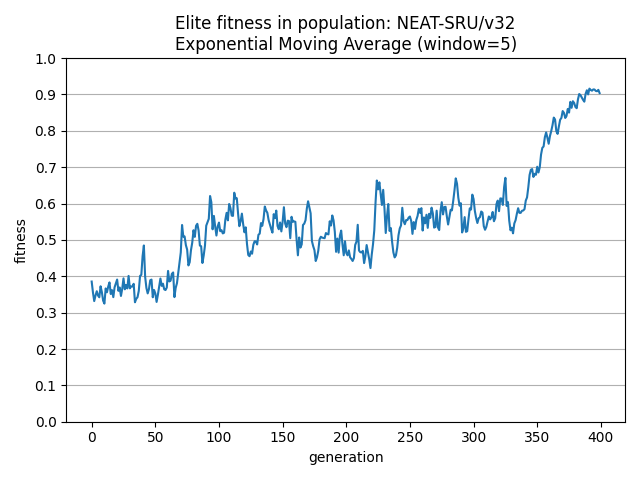 Elite fitness in population: NEAT-SRU/v32
Exponential Moving Average (window=5)
1.0
0.9
0.8
0.7
0.6
0.5
0.4
0.3
0.2
0.1
0.0
fitness
0 50 100 150 200 250 300 350 400
generation